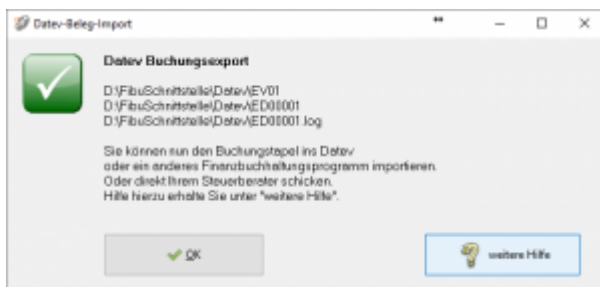 Datev-Beleg-Import
Datev Buchungsexport
D:\FibuSchnittstelle\Datev\EV01
D:\FibuSchnittstelle\Datev\ED00001
D:\FibuSchnittstelle\Datev\ED00001.log
Sie können nun den Buchungstapel ins Datev
oder ein anderes Finanzbuchhaltungsprogramm importieren.
Oder direkt Ihrem Steuerberater schicken.
Hilfe hierzu erhalte Sie unter "weitere Hilfe".
OK
weitere Hilfe